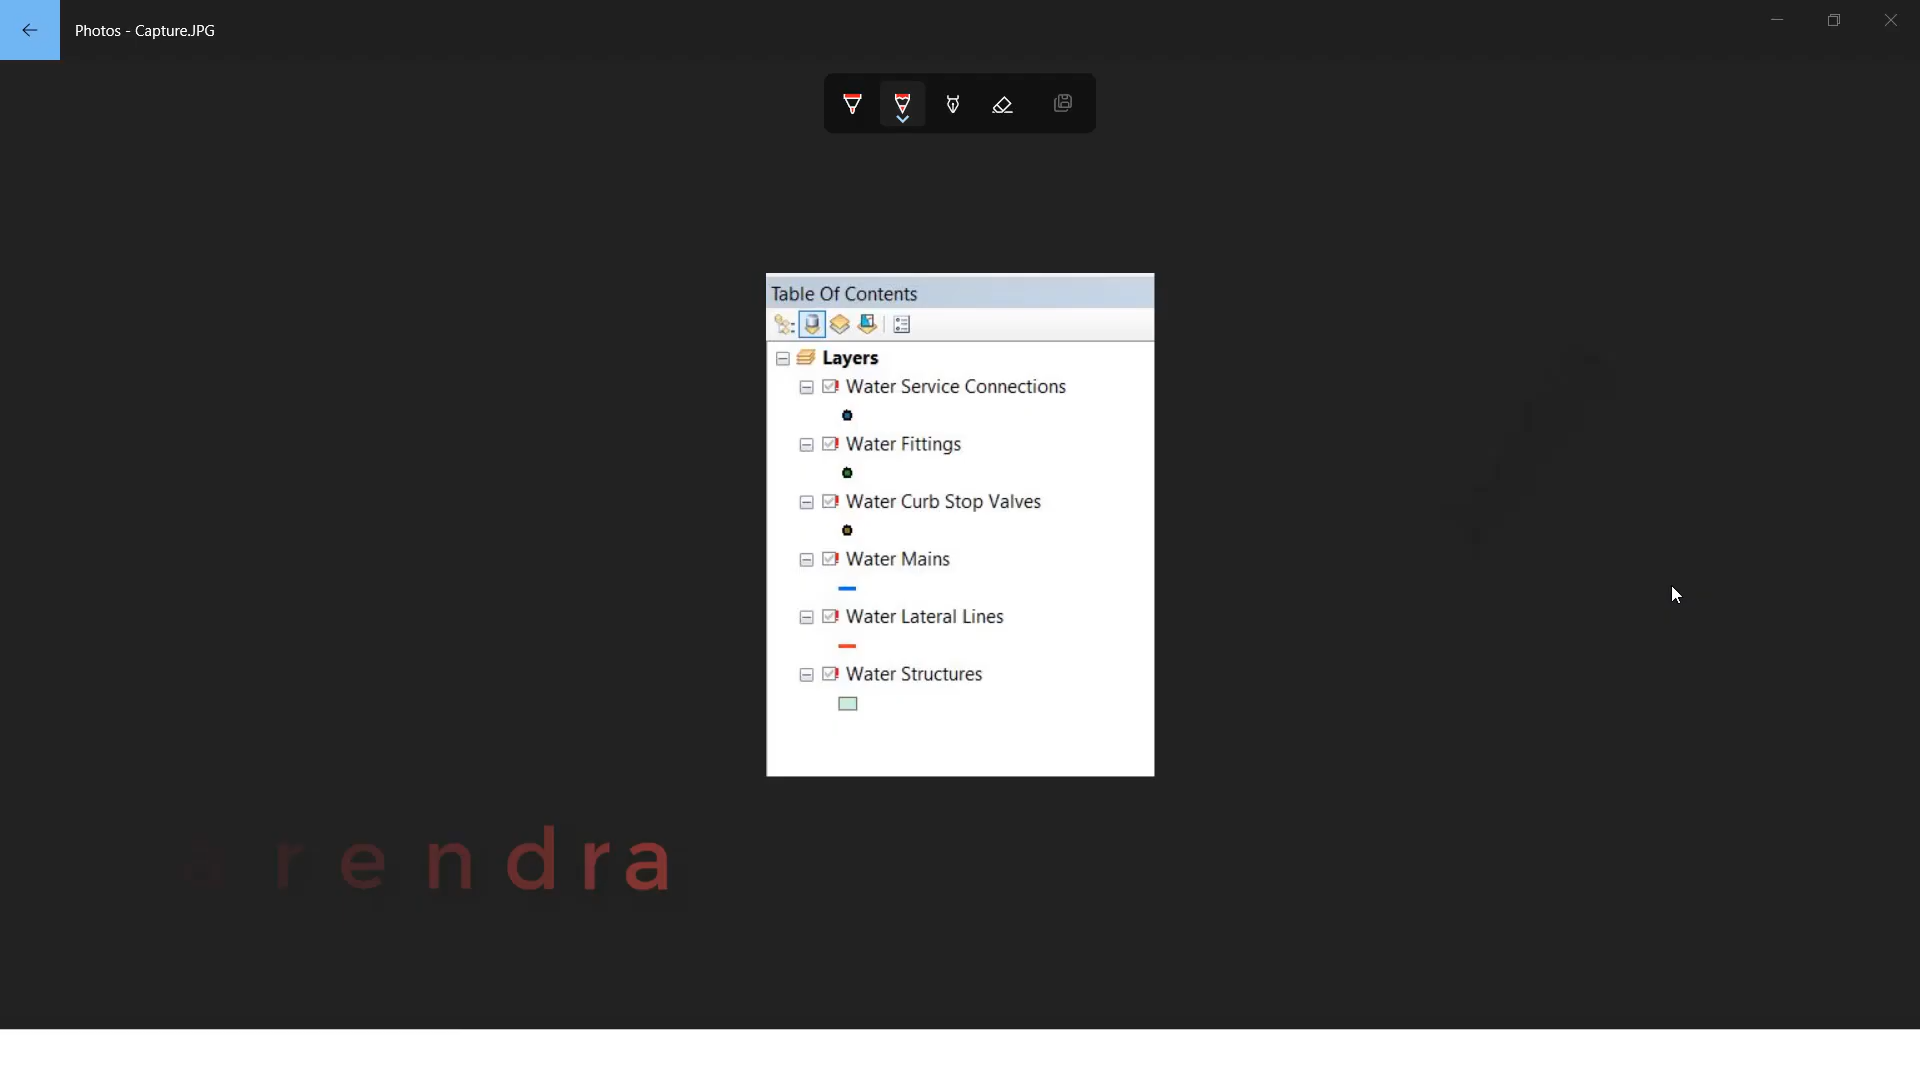 Photos - Capture.JPG
Table Of Contents
Layers
Water Service Connections
Water Fittings
Water Curb Stop Valves
Water Mains
Water Lateral Lines
Water Structures
arendra